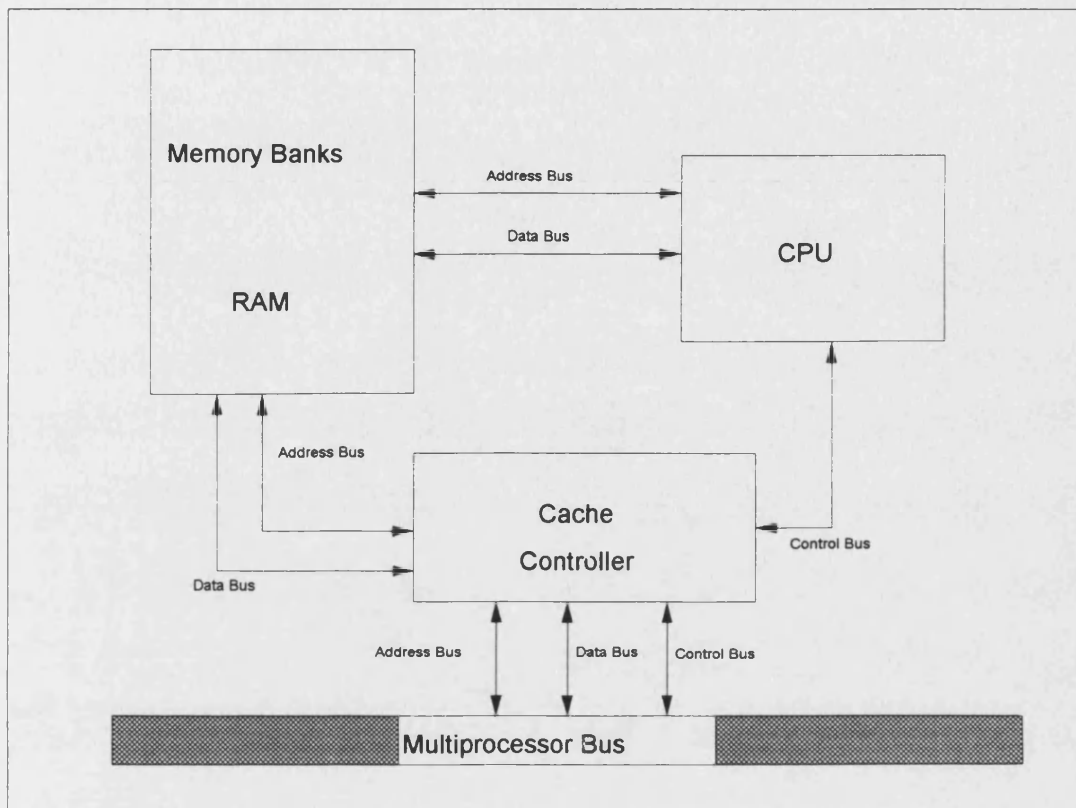 Memory Banks
RAM
Address Bus
Data Bus
CPU
Address Bus
Data Bus
Cache
Controller
Control Bus
Address Bus
Data Bus
Control Bus
Multiprocessor Bus